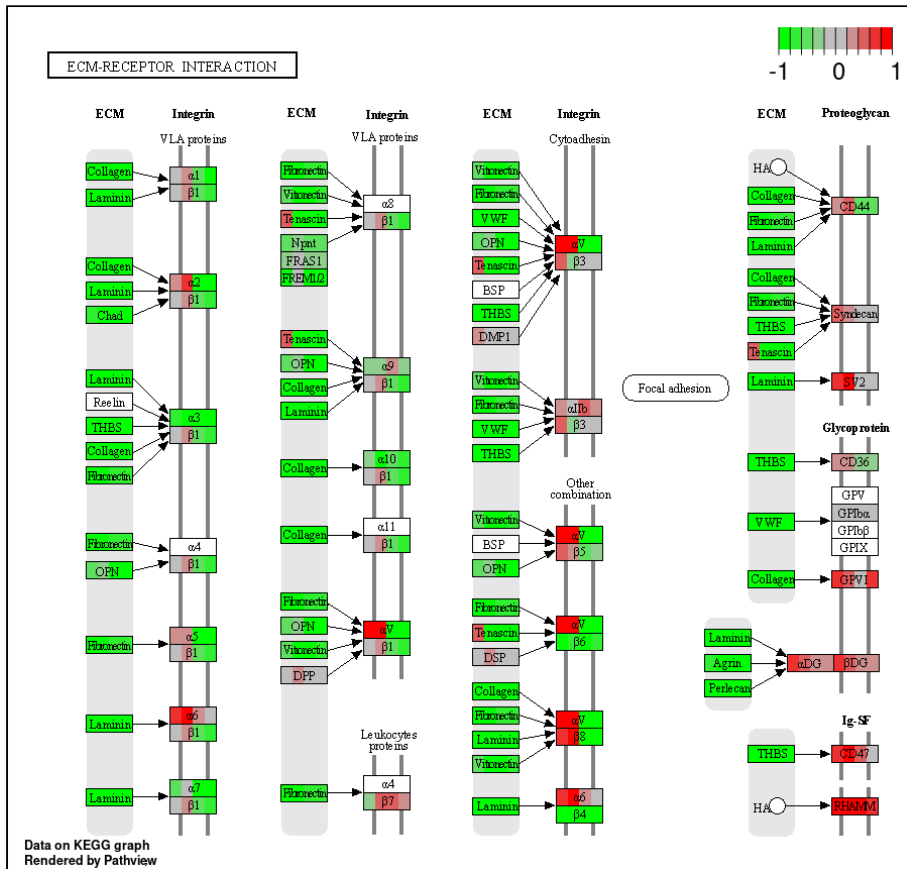 ECM-RECEPTOR INTERACTION
-1 0 1
ECM
Integrin
VLA proteins
Collagen
Laminin
α1
β1
Collagen
Laminin
Chad
α2
β1
Laminin
Reelin
THBS
Collagen
Fibronectin
α3
β1
Fibronectin
OPN
α4
β1
Fibronectin
α5
β1
Laminin
α6
β1
Laminin
α7
β1
ECM
Integrin
VLA proteins
Fibronectin
Vitronectin
Tenascin
Npnt
FRAS1
FREM1/2
α8
β1
Tenascin
OPN
Collagen
Laminin
α9
β1
Collagen
α10
β1
Collagen
α11
β1
Fibronectin
OPN
Vitronectin
DPP
αV
β1
Leukocytes
proteins
Fibronectin
α4
β7
ECM
Integrin
Cytoadhesin
Vitronectin
Fibronectin
VWF
OPN
Tenascin
BSP
THBS
DMP1
αV
β3
Vitronectin
Fibronectin
VWF
THBS
αIIb
β3
Other
combination
Vitronectin
BSP
OPN
αV
β5
Fibronectin
Tenascin
DSP
αV
β6
Collagen
Fibronectin
Laminin
Vitronectin
αV
β8
Laminin
α6
β4
Focal adhesion
ECM
Proteoglycan
HA
Collagen
Fibronectin
Laminin
CD44
Collagen
Fibronectin
THBS
Tenascin
Syndecan
Laminin
SV2
Glycoprotein
THBS
CD36
VWF
GPV
GPIbα
GPIbβ
GPIX
Collagen
GPVI
Laminin
Agrin
Perlecan
αDG
βDG
Ig-SF
THBS
CD47
HA
RHAMM
Data on KEGG graph
Rendered by Pathview